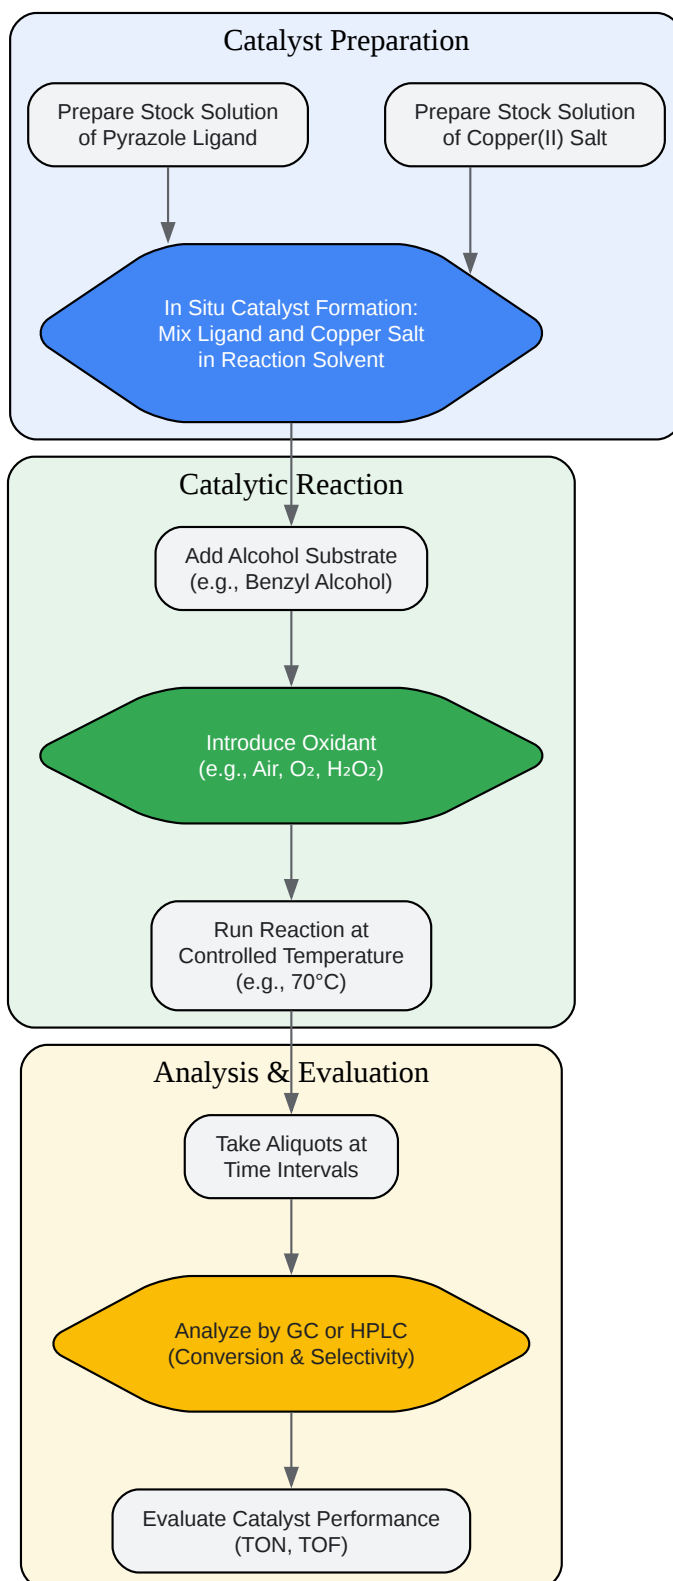 Catalyst Preparation
Prepare Stock Solution
of Pyrazole Ligand
Prepare Stock Solution
of Copper(II) Salt
In Situ Catalyst Formation:
Mix Ligand and Copper Salt
in Reaction Solvent
Catalytic Reaction
Add Alcohol Substrate
(e.g., Benzyl Alcohol)
Introduce Oxidant
(e.g., Air, O₂, H₂O₂)
Run Reaction at
Controlled Temperature
(e.g., 70°C)
Analysis & Evaluation
Take Aliquots at
Time Intervals
Analyze by GC or HPLC
(Conversion & Selectivity)
Evaluate Catalyst Performance
(TON, TOF)